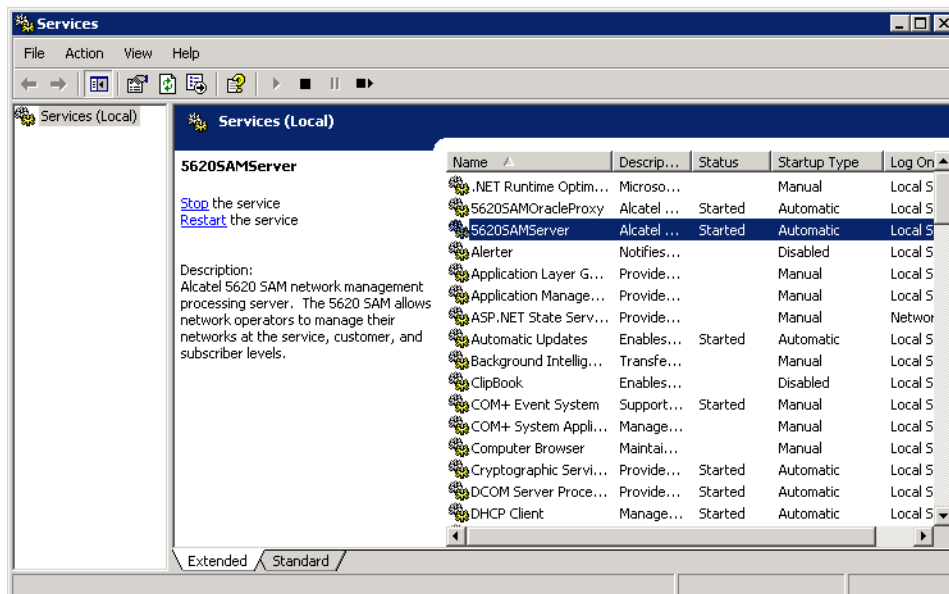 Services
File Action View Help
Services (Local)
Services (Local)
5620SAMServer
Stop the service
Restart the service
Description:
Alcatel 5620 SAM network management
processing server. The 5620 SAM allows
network operators to manage their
networks at the service, customer, and
subscriber levels.
Name Descrip... Status Startup Type Log On
.NET Runtime Optim... Microso... Manual Local S
5620SAMOracleProxy Alcatel ... Started Automatic Local S
5620SAMServer Alcatel ... Started Automatic Local S
Alerter Notifies... Disabled Local S
Application Layer G... Provide... Manual Local S
Application Manage... Provide... Manual Local S
ASP.NET State Serv... Provide... Manual Networ
Automatic Updates Enables... Started Automatic Local S
Background Intellig... Transfe... Manual Local S
ClipBook Enables... Disabled Local S
COM+ Event System Support... Started Manual Local S
COM+ System Appli... Manage... Manual Local S
Computer Browser Maintai... Manual Local S
Cryptographic Servi... Provide... Started Automatic Local S
DCOM Server Proce... Provide... Started Automatic Local S
DHCP Client Manage... Started Automatic Local S
Extended Standard